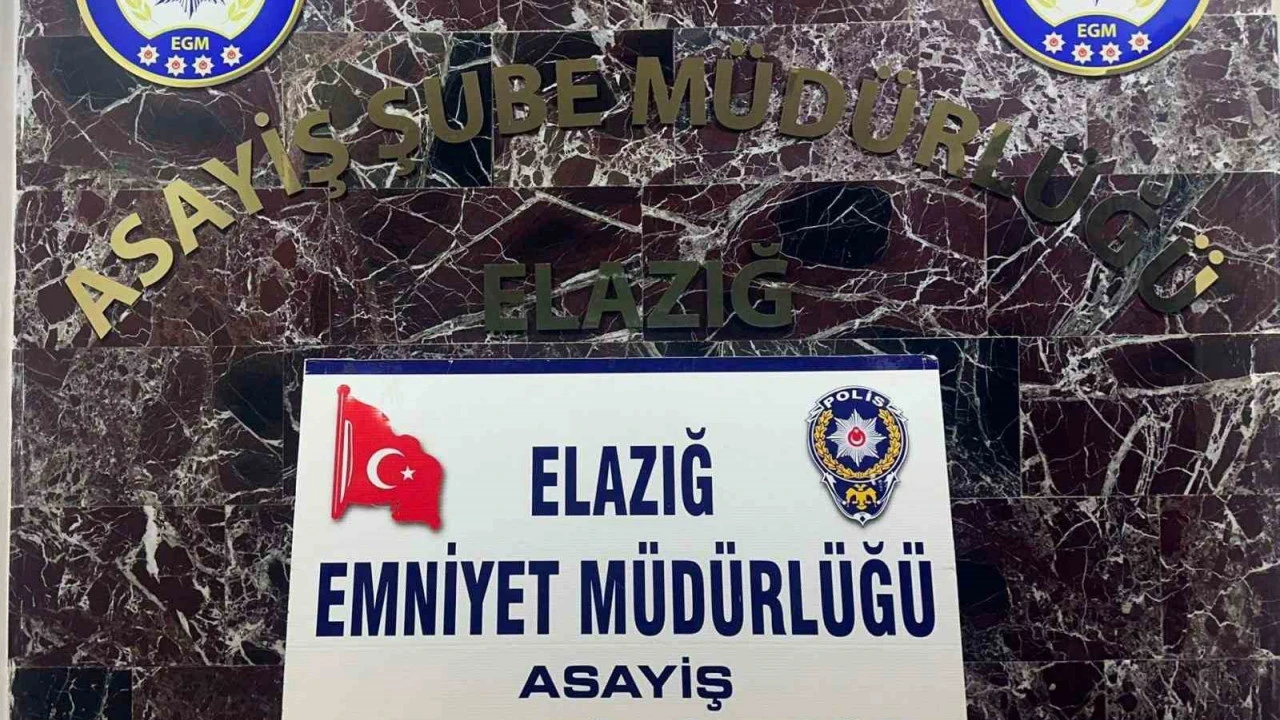 EGM
EGM
ASAYİŞ ŞUBE MÜDÜRLÜĞÜ
ELAZIĞ
POLİS
ELAZIĞ
EMNİYET MÜDÜRLÜĞÜ
ASAYİŞ